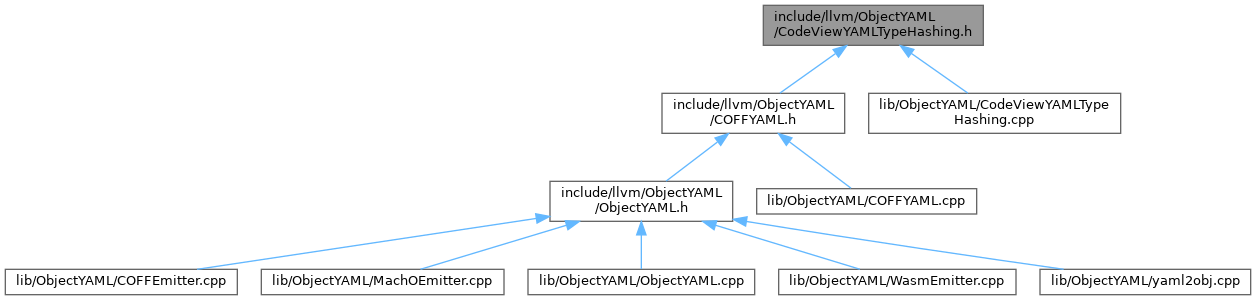 include/llvm/ObjectYAML
/CodeViewYAMLTypeHashing.h
include/llvm/ObjectYAML
/COFFYAML.h
lib/ObjectYAML/CodeViewYAMLType
Hashing.cpp
include/llvm/ObjectYAML
/ObjectYAML.h
lib/ObjectYAML/COFFYAML.cpp
lib/ObjectYAML/COFFEmitter.cpp
lib/ObjectYAML/MachOEmitter.cpp
lib/ObjectYAML/ObjectYAML.cpp
lib/ObjectYAML/WasmEmitter.cpp
lib/ObjectYAML/yaml2obj.cpp